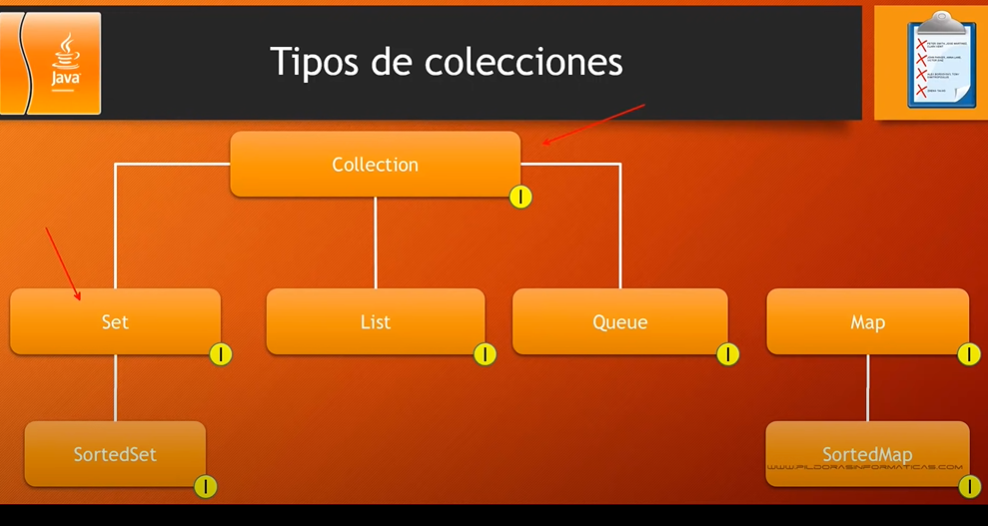 Java
Tipos de colecciones
Collection
I
Set
I
List
I
Queue
I
Map
I
SortedSet
I
SortedMap
I
WWW.PILDORASINFORMATICAS.COM